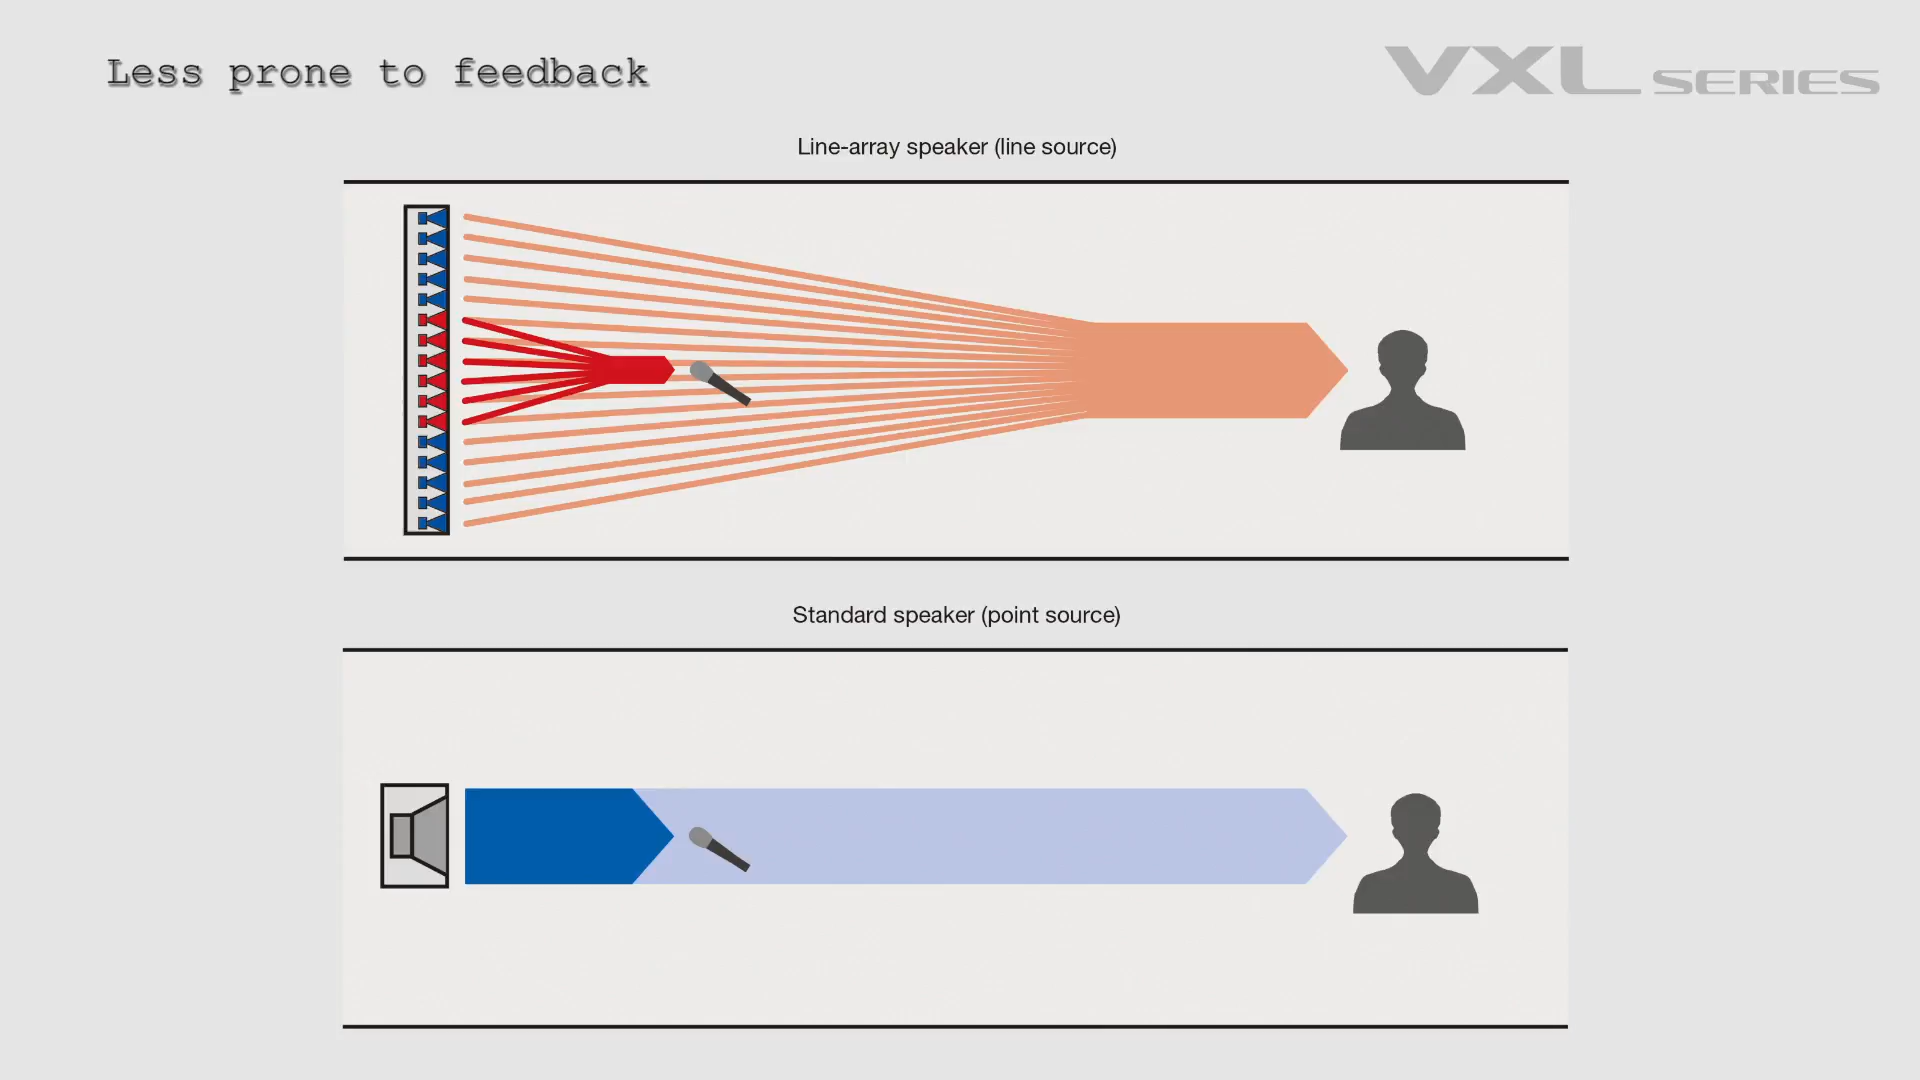 Less prone to feedback
VXL SERIES
Line-array speaker (line source)
Standard speaker (point source)